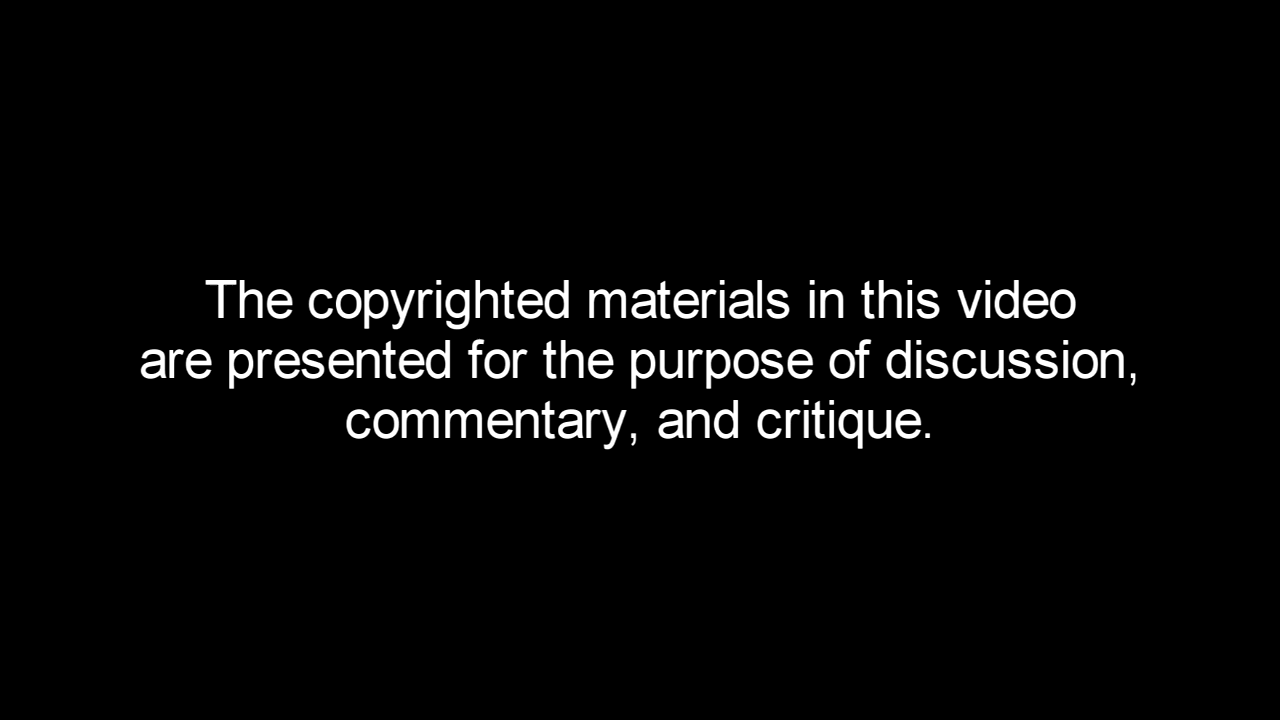 The copyrighted materials in this video
are presented for the purpose of discussion,
commentary, and critique.